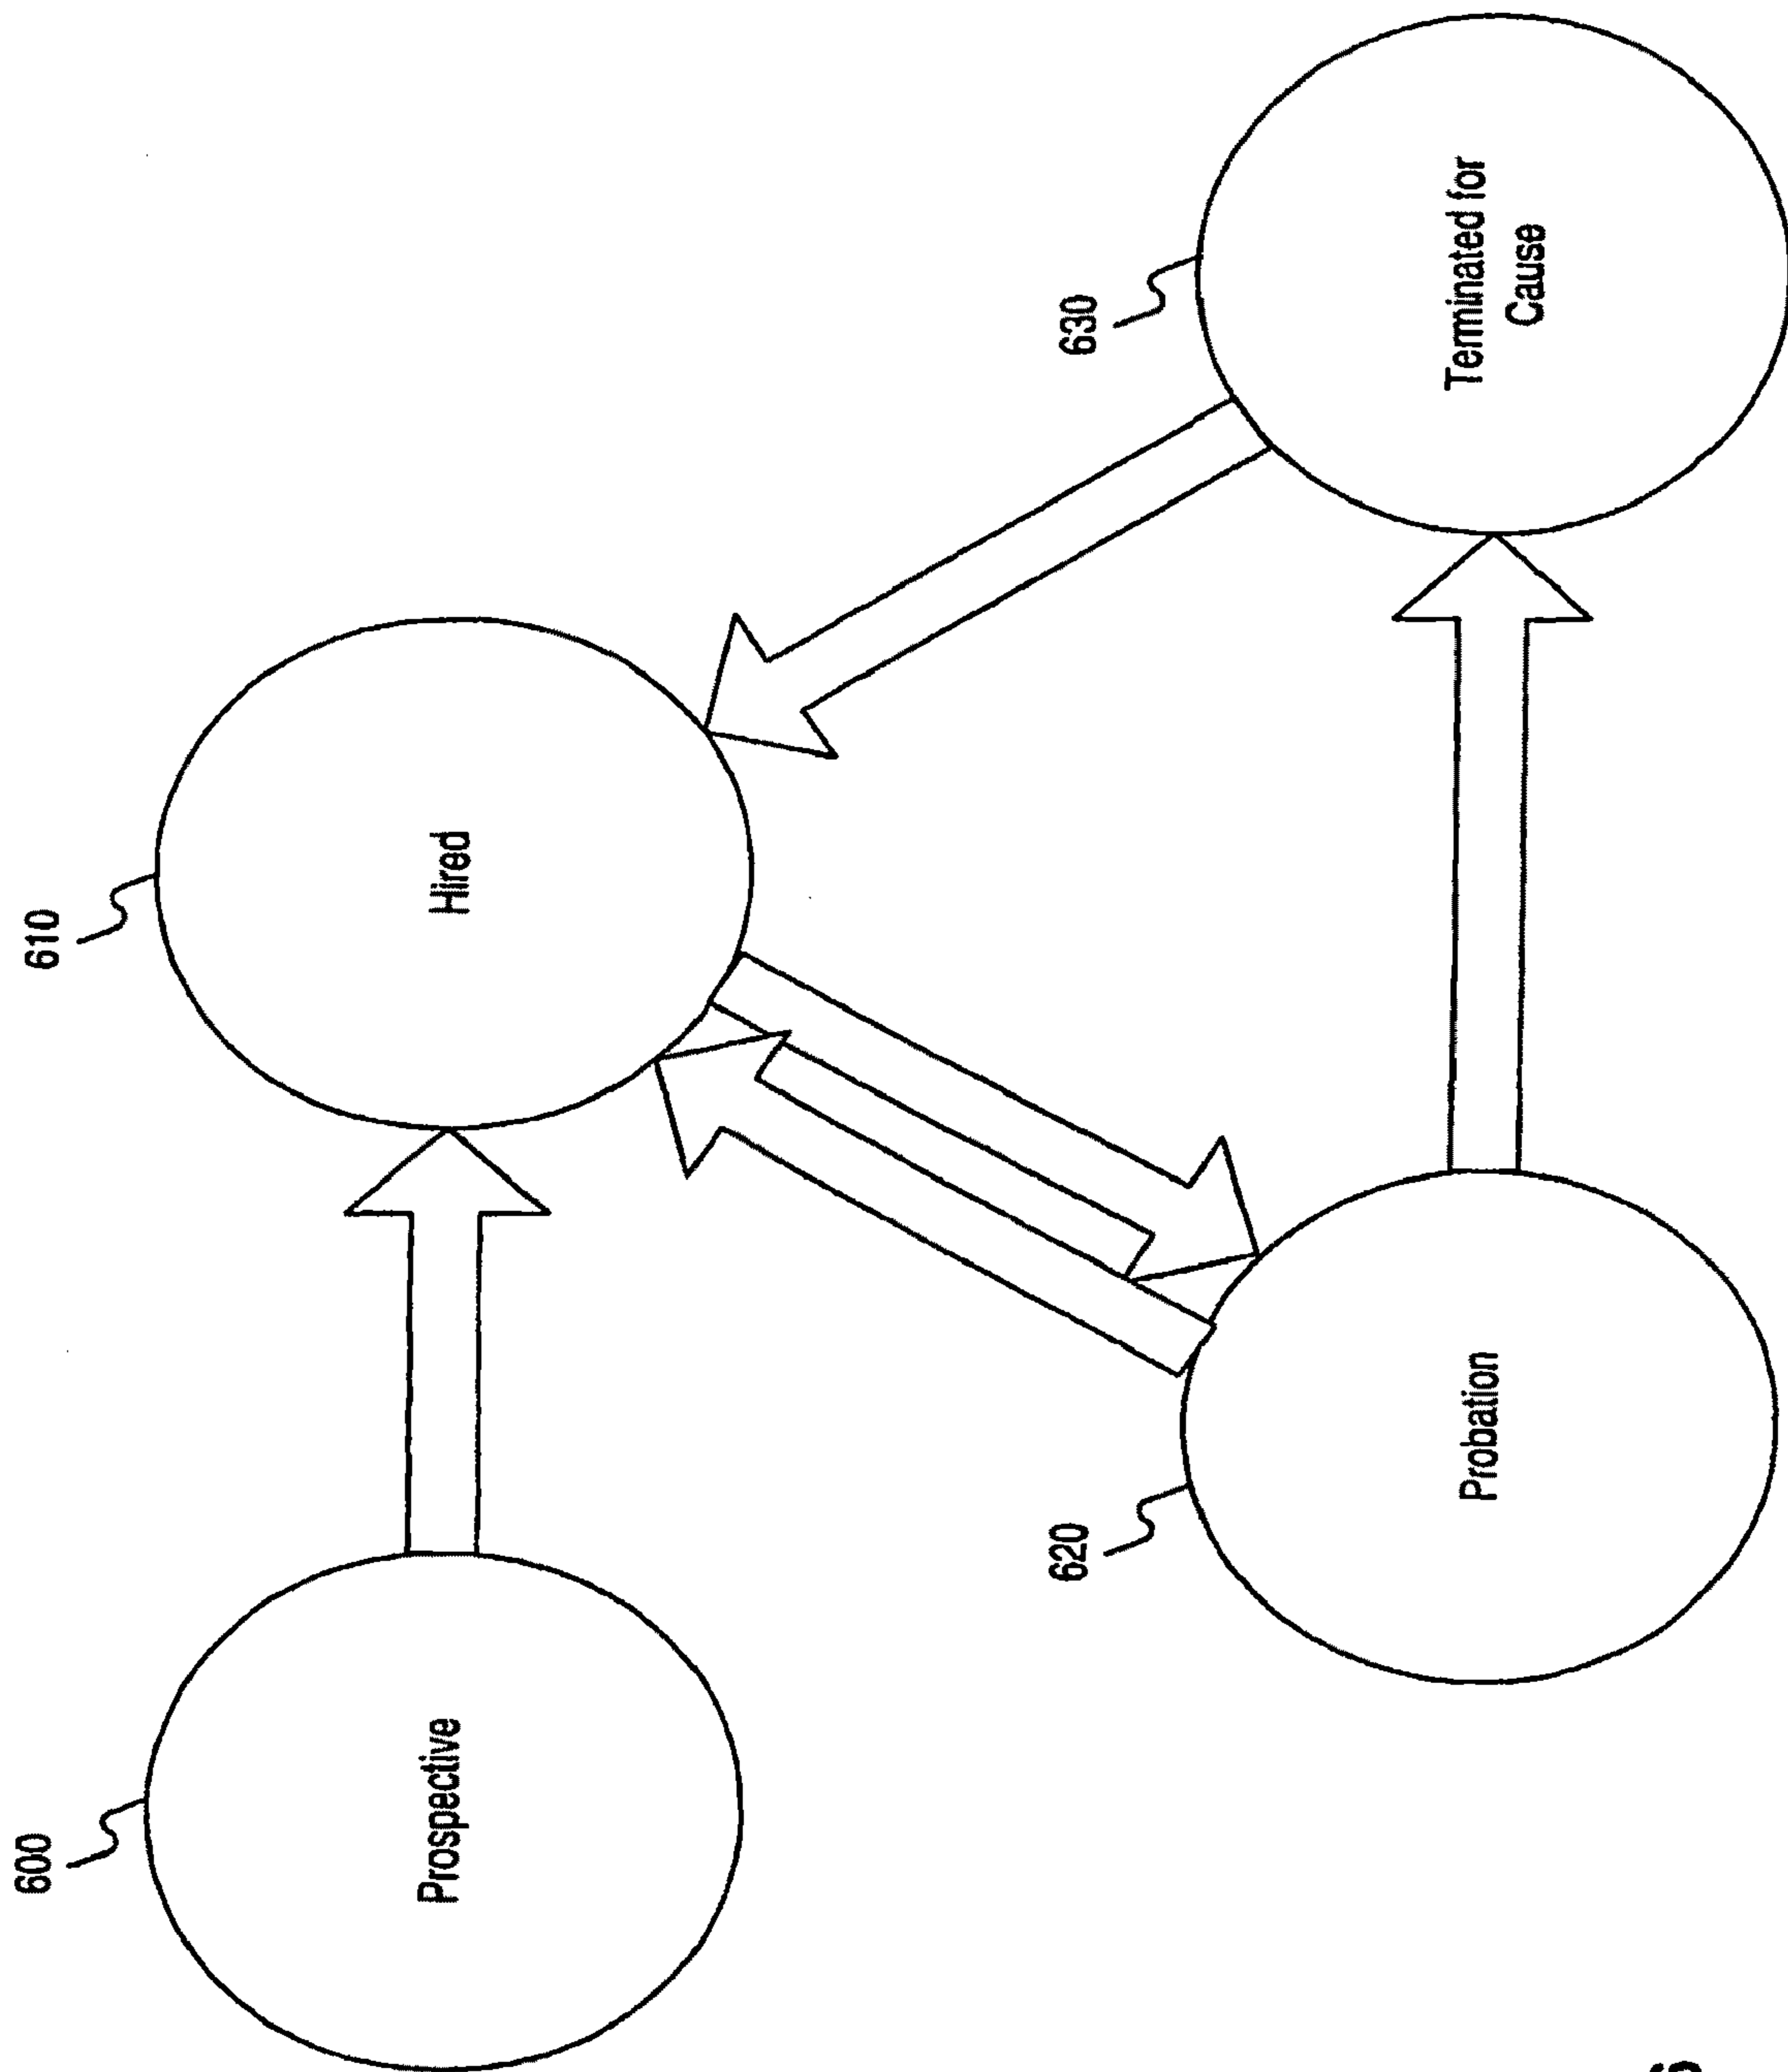 600
Prospective
610
Hired
620
Probation
630
Terminated for
Cause